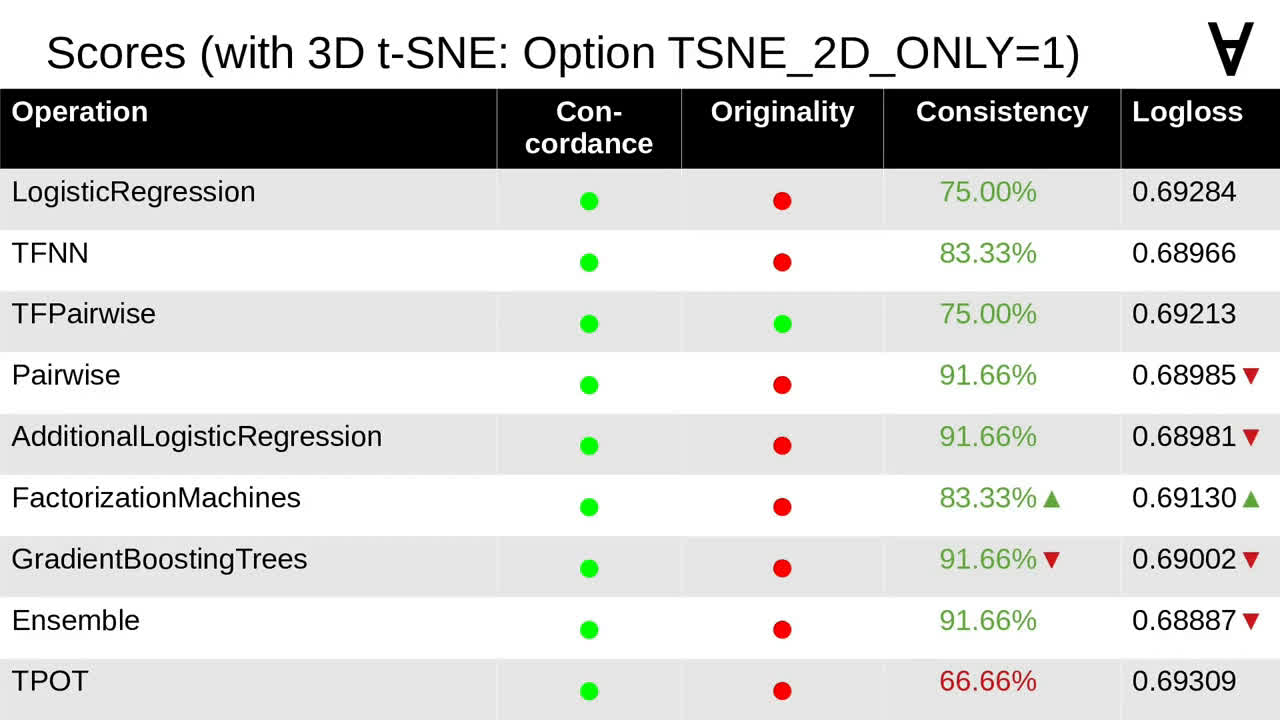 Scores (with 3D t-SNE: Option TSNE_2D_ONLY=1)
Operation Con-cordance Originality Consistency Logloss
LogisticRegression 75.00% 0.69284
TFNN 83.33% 0.68966
TFPairwise 75.00% 0.69213
Pairwise 91.66% 0.68985▼
AdditionalLogisticRegression 91.66% 0.68981▼
FactorizationMachines 83.33%▲ 0.69130▲
GradientBoostingTrees 91.66%▼ 0.69002▼
Ensemble 91.66% 0.68887▼
TPOT 66.66% 0.69309